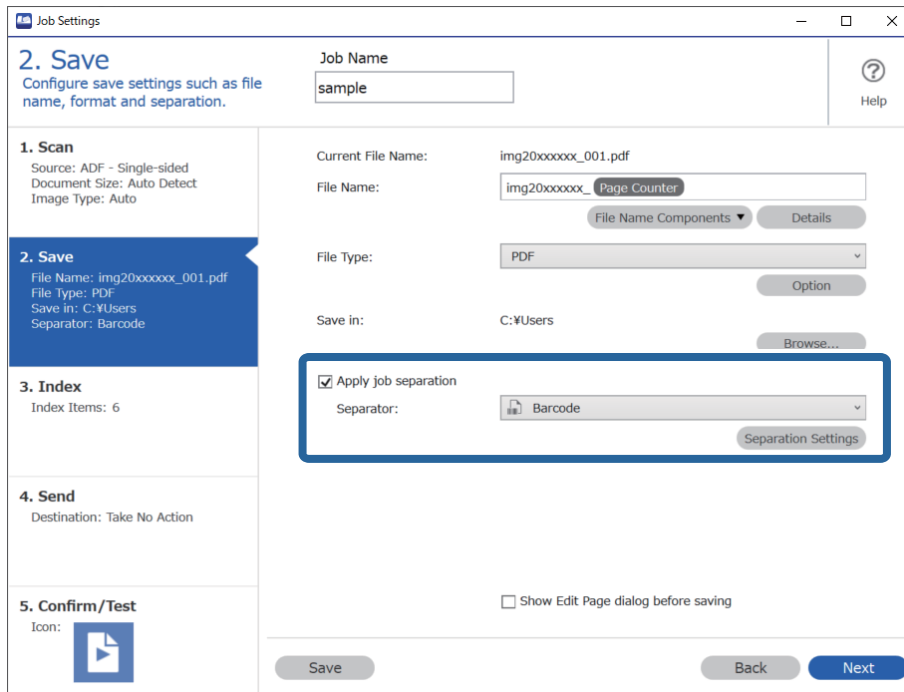 Job Settings
2. Save
Configure save settings such as file
name, format and separation.
Job Name
sample
Help
1. Scan
Source: ADF - Single-sided
Document Size: Auto Detect
Image Type: Auto
2. Save
File Name: img20xxxxxx_001.pdf
File Type: PDF
Save in: C:¥Users
Separator: Barcode
3. Index
Index Items: 6
4. Send
Destination: Take No Action
5. Confirm/Test
Icon:
Current File Name: img20xxxxxx_001.pdf
File Name: img20xxxxxx_ Page Counter
File Name Components ▼ Details
File Type: PDF
Option
Save in: C:¥Users
Browse...
Apply job separation
Separator: Barcode
Separation Settings
Show Edit Page dialog before saving
Save Back Next